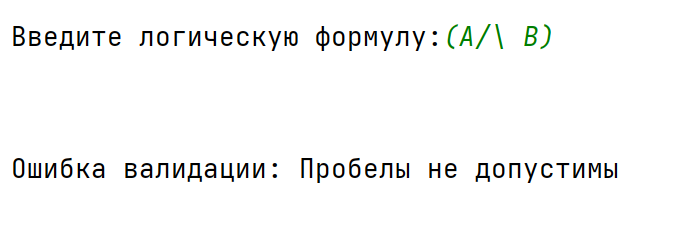 Введите логическую формулу:(A/\ B)
Ошибка валидации: Пробелы не допустимы